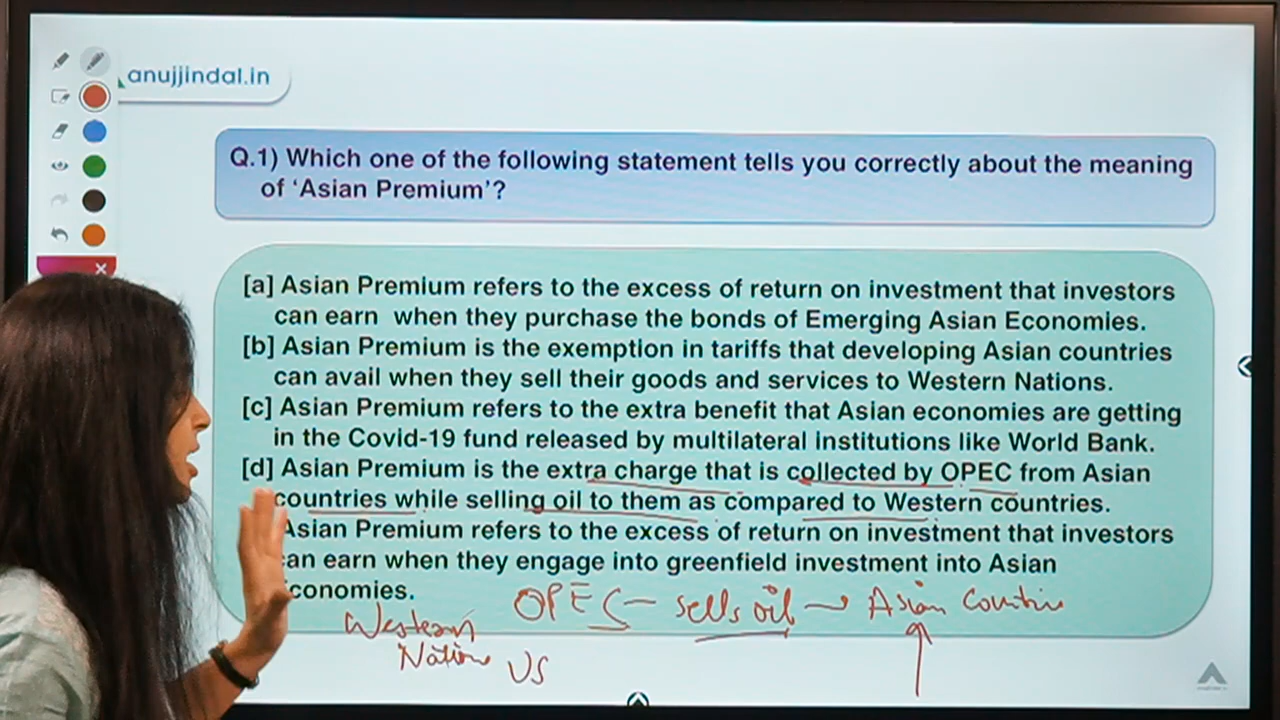 anujjindal.in
Q.1) Which one of the following statement tells you correctly about the meaning
of ‘Asian Premium’?
[a] Asian Premium refers to the excess of return on investment that investors
can earn when they purchase the bonds of Emerging Asian Economies.
[b] Asian Premium is the exemption in tariffs that developing Asian countries
can avail when they sell their goods and services to Western Nations.
[c] Asian Premium refers to the extra benefit that Asian economies are getting
in the Covid-19 fund released by multilateral institutions like World Bank.
[d] Asian Premium is the extra charge that is collected by OPEC from Asian
countries while selling oil to them as compared to Western countries.
Asian Premium refers to the excess of return on investment that investors
can earn when they engage into greenfield investment into Asian
conomies.
OPEC – sells oil → Asian Countrie
Western
Nations US